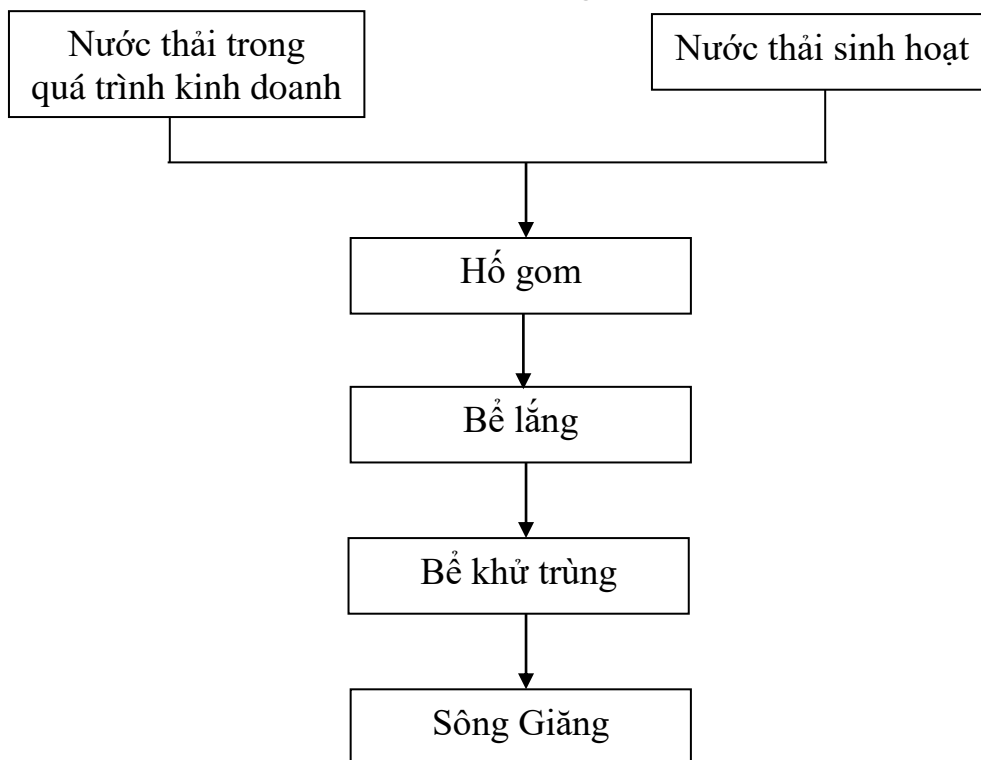 Nước thải trong
quá trình kinh doanh
Nước thải sinh hoạt
Hố gom
Bể lắng
Bể khử trùng
Sông Giăng